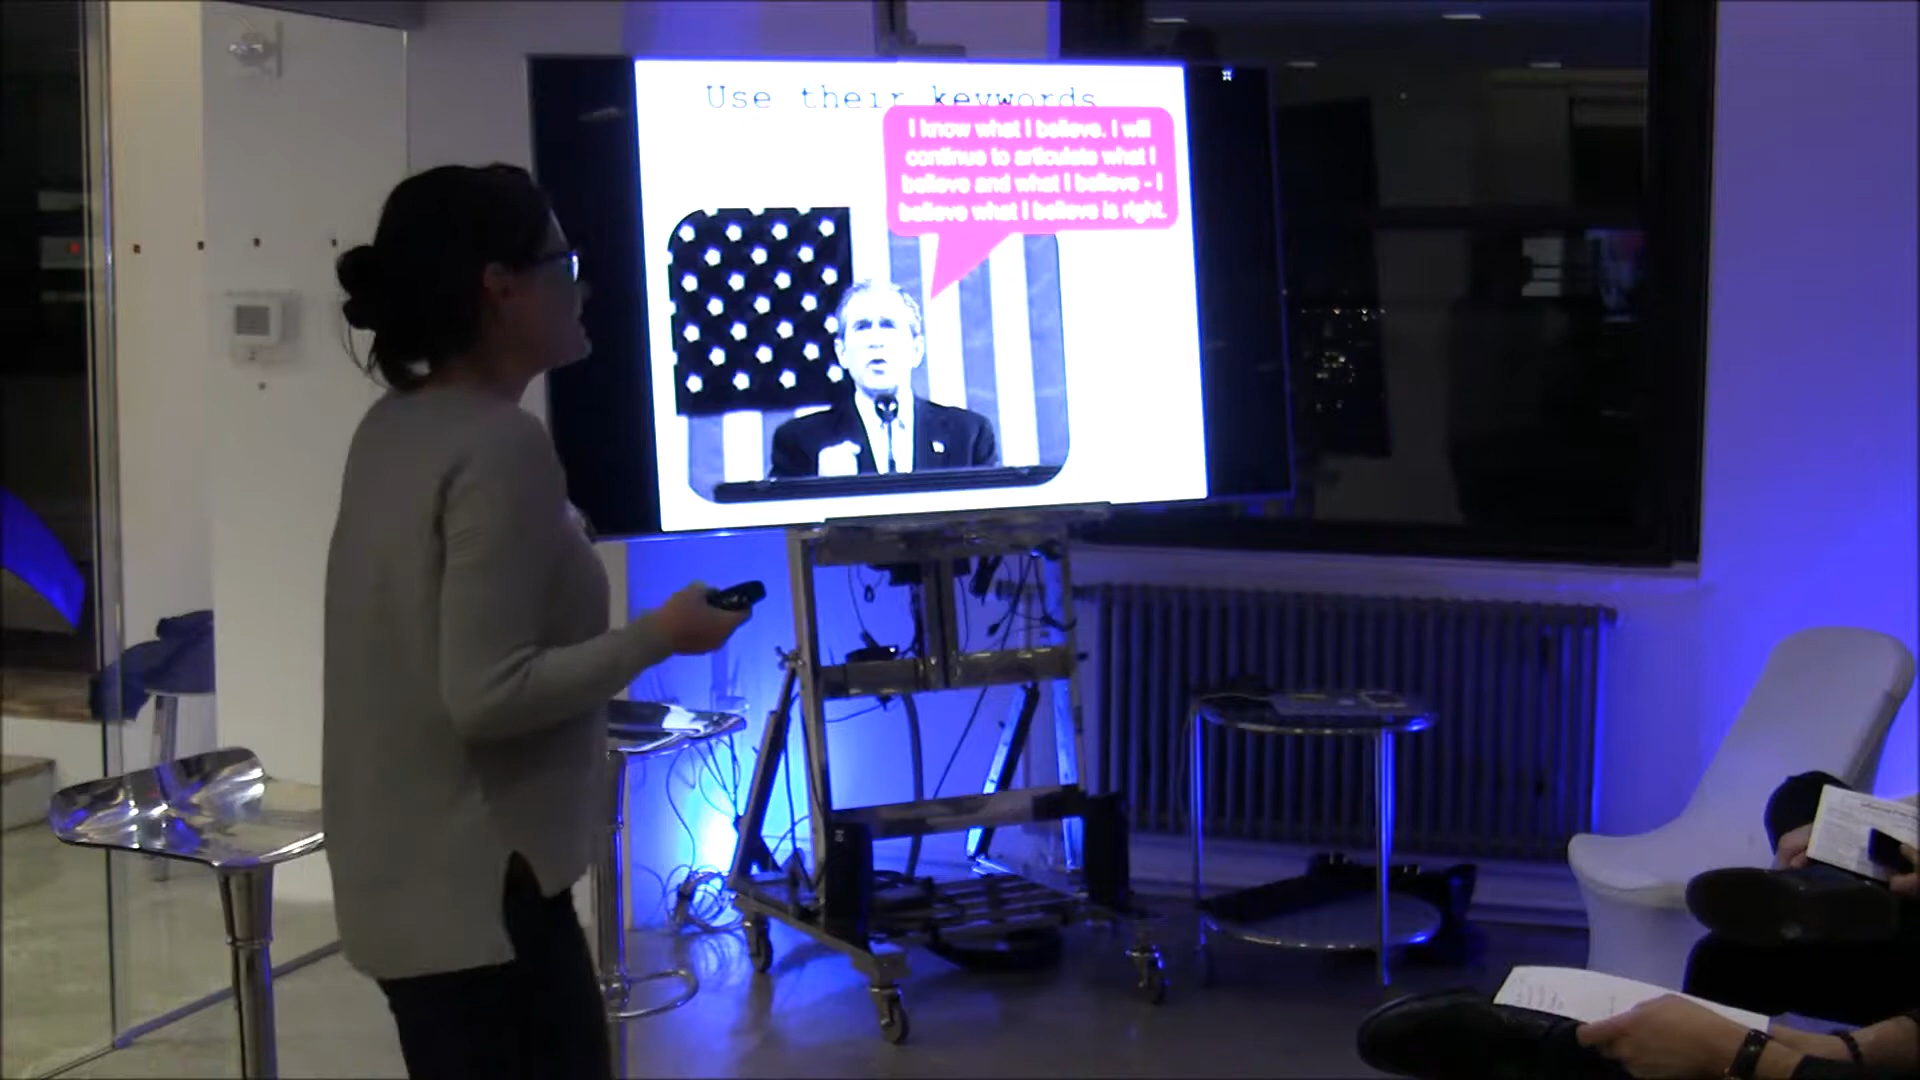 Use their keywords
I know what I believe. I will
continue to articulate what I
believe and what I believe - I
believe what I believe is right.